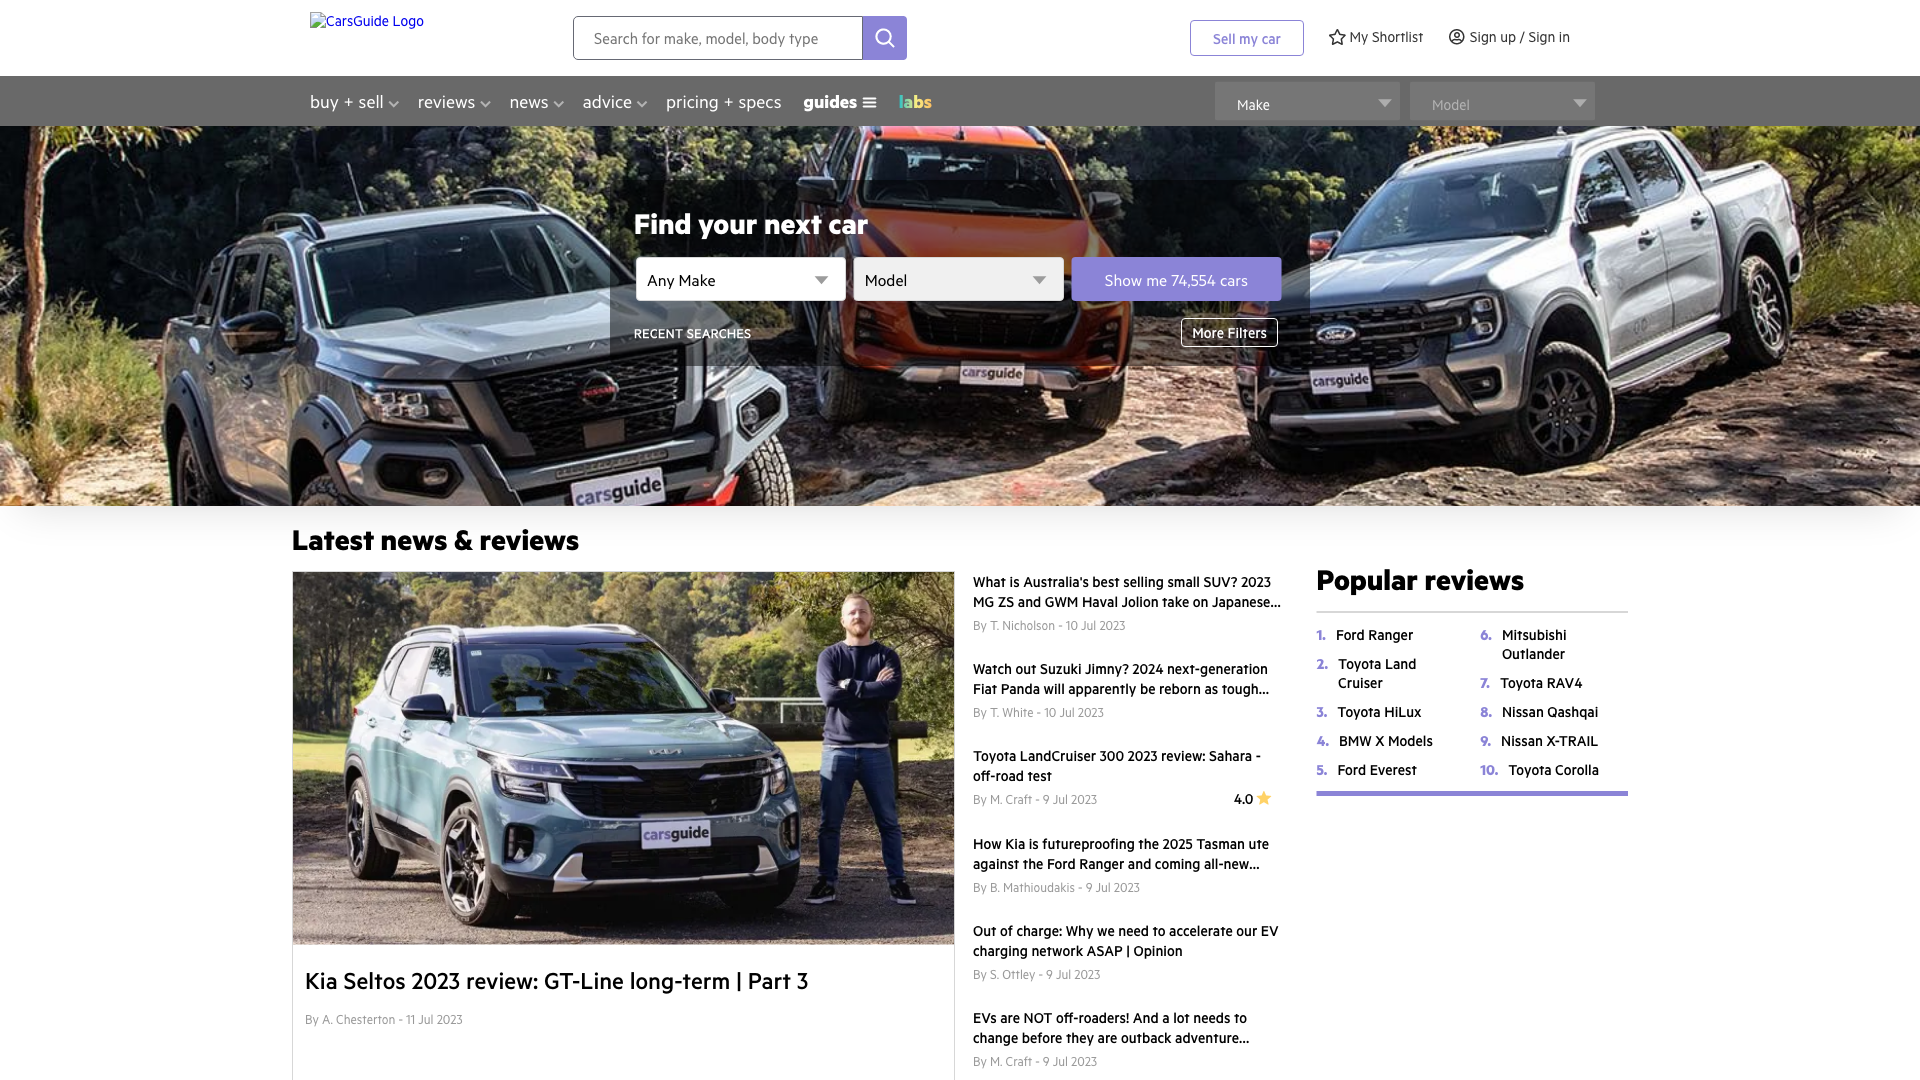 CarsGuide Logo
Search for make, model, body type
Sell my car
My Shortlist
Sign up / Sign in
buy + sell
reviews
news
advice
pricing + specs
guides
labs
Make
Model
Find your next car
Any Make
Model
Show me 74,554 cars
RECENT SEARCHES
More Filters
NISSAN
carsguide
carsguide
carsguide
Latest news & reviews
carsguide
Kia Seltos 2023 review: GT-Line long-term | Part 3
By A. Chesterton - 11 Jul 2023
What is Australia's best selling small SUV? 2023
MG ZS and GWM Haval Jolion take on Japanese...
By T. Nicholson - 10 Jul 2023
Watch out Suzuki Jimny? 2024 next-generation
Fiat Panda will apparently be reborn as tough...
By T. White - 10 Jul 2023
Toyota LandCruiser 300 2023 review: Sahara -
off-road test
By M. Craft - 9 Jul 2023
4.0
How Kia is futureproofing the 2025 Tasman ute
against the Ford Ranger and coming all-new...
By B. Mathioudakis - 9 Jul 2023
Out of charge: Why we need to accelerate our EV
charging network ASAP | Opinion
By S. Ottley - 9 Jul 2023
EVs are NOT off-roaders! And a lot needs to
change before they are outback adventure...
By M. Craft - 9 Jul 2023
Popular reviews
1. Ford Ranger
2. Toyota Land
Cruiser
3. Toyota HiLux
4. BMW X Models
5. Ford Everest
6. Mitsubishi
Outlander
7. Toyota RAV4
8. Nissan Qashqai
9. Nissan X-TRAIL
10. Toyota Corolla